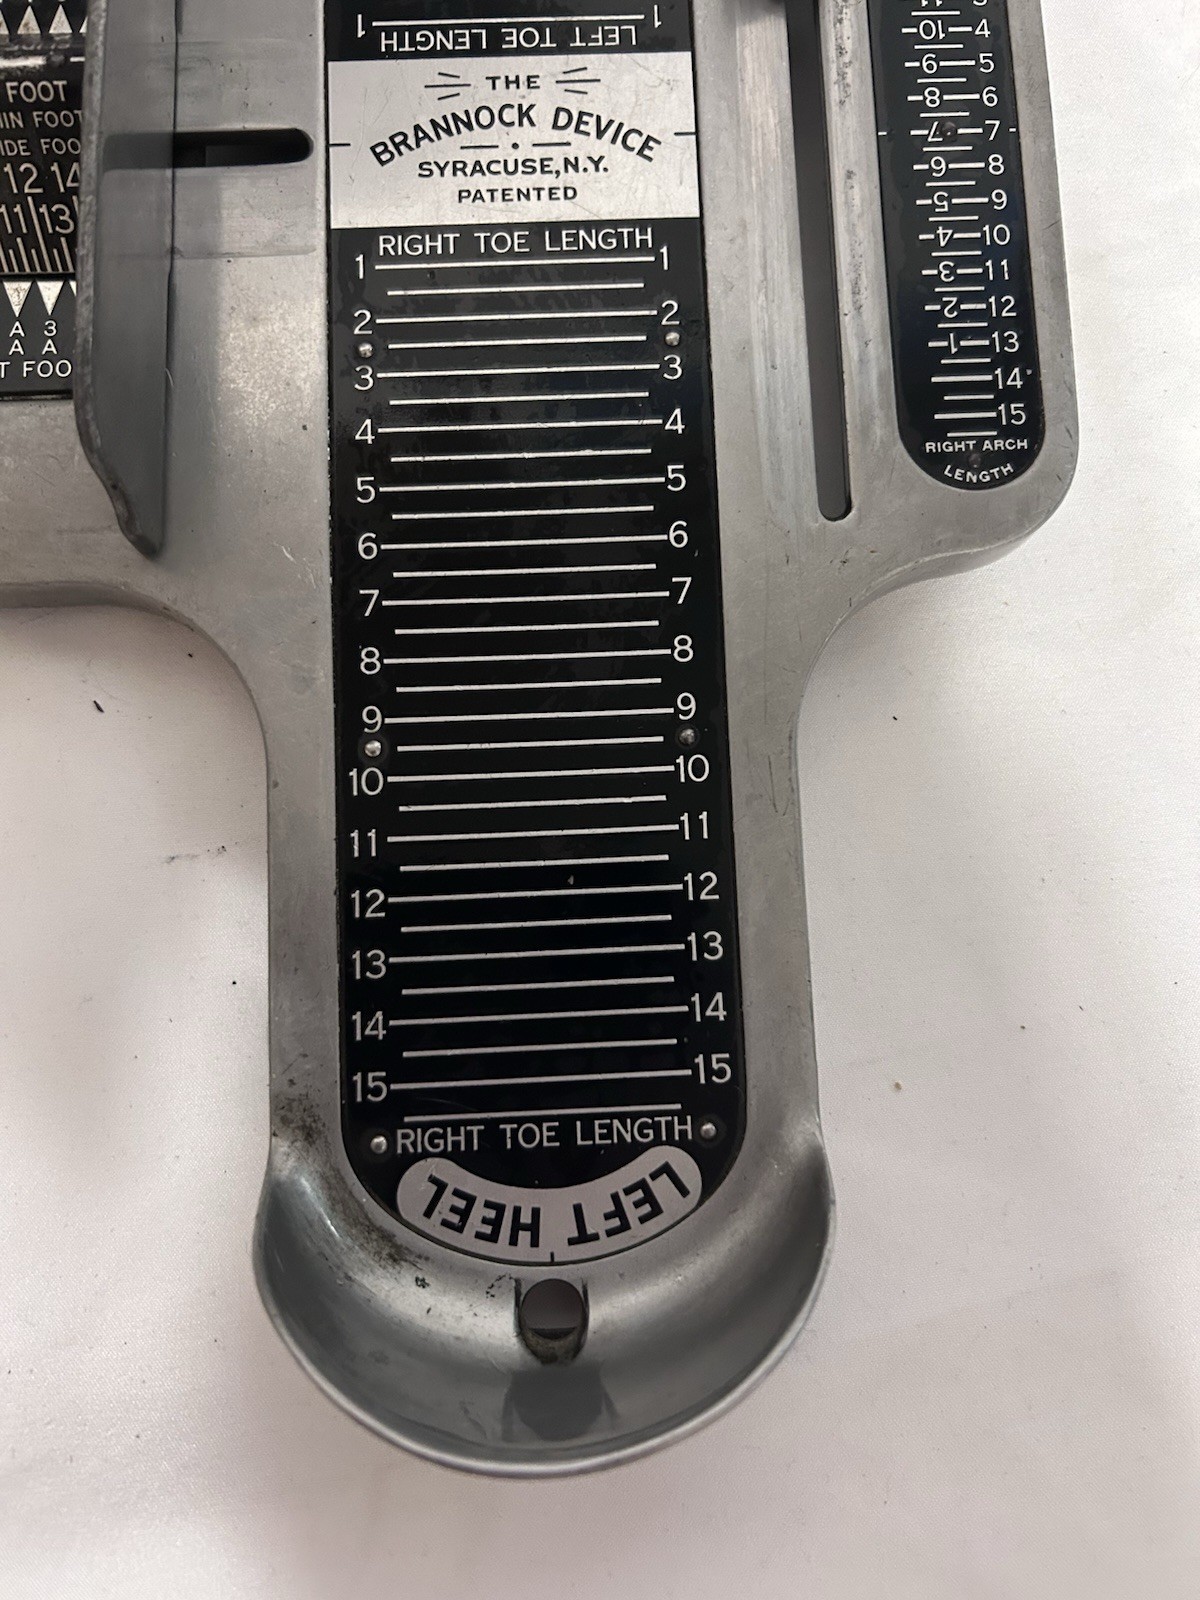 1 1
LEFT TOE LENGTH
THE
BRANNOCK DEVICE
SYRACUSE, N.Y.
PATENTED
RIGHT TOE LENGTH
1 1
2 2
3 3
4 4
5 5
6 6
7 7
8 8
9 9
10 10
11 11
12 12
13 13
14 14
15 15
RIGHT TOE LENGTH
LEFT HEEL
FOOT
FOOT
12 14
11 13
A 3
A A
10 4
9 5
8 6
7 7
6 8
5 9
4 10
3 11
2 12
1 13
14
15
RIGHT ARCH
LENGTH